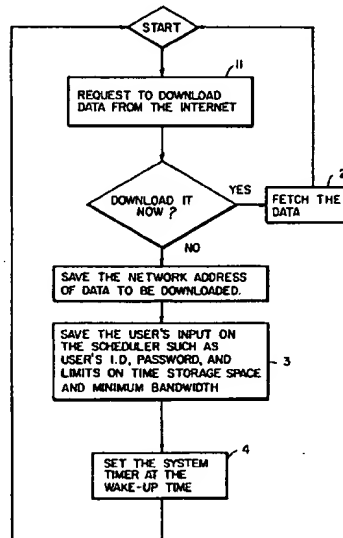 START
11
REQUEST TO DOWNLOAD
DATA FROM THE INTERNET
DOWNLOAD IT
NOW?
YES
2
FETCH THE
DATA
NO
SAVE THE NETWORK ADDRESS
OF DATA TO BE DOWNLOADED.
SAVE THE USER'S INPUT ON
THE SCHEDULER SUCH AS
USER'S I.D, PASSWORD, AND
LIMITS ON TIME STORAGE SPACE
AND MINIMUM BANDWIDTH
3
4
SET THE SYSTEM
TIMER AT THE
WAKE-UP TIME